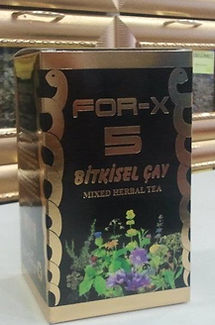 FOR-X
5
BİTKİSEL ÇAY
MIXED HERBAL TEA